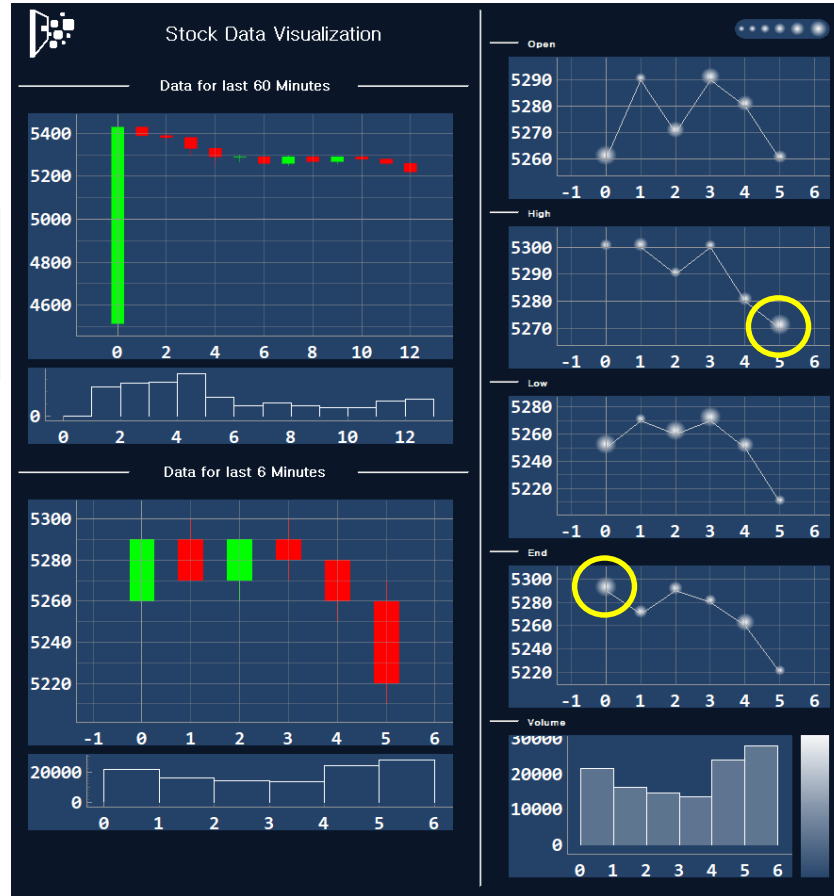 Stock Data Visualization
Data for last 60 Minutes
5400
5200
5000
4800
4600
0 2 4 6 8 10 12
0
0 2 4 6 8 10 12
Data for last 6 Minutes
5300
5280
5260
5240
5220
-1 0 1 2 3 4 5 6
20000
0
0 1 2 3 4 5 6
Open
5290
5280
5270
5260
-1 0 1 2 3 4 5 6
High
5300
5290
5280
5270
-1 0 1 2 3 4 5 6
Low
5280
5260
5240
5220
-1 0 1 2 3 4 5 6
End
5300
5280
5260
5240
5220
-1 0 1 2 3 4 5 6
Volume
30000
20000
10000
0
0 1 2 3 4 5 6